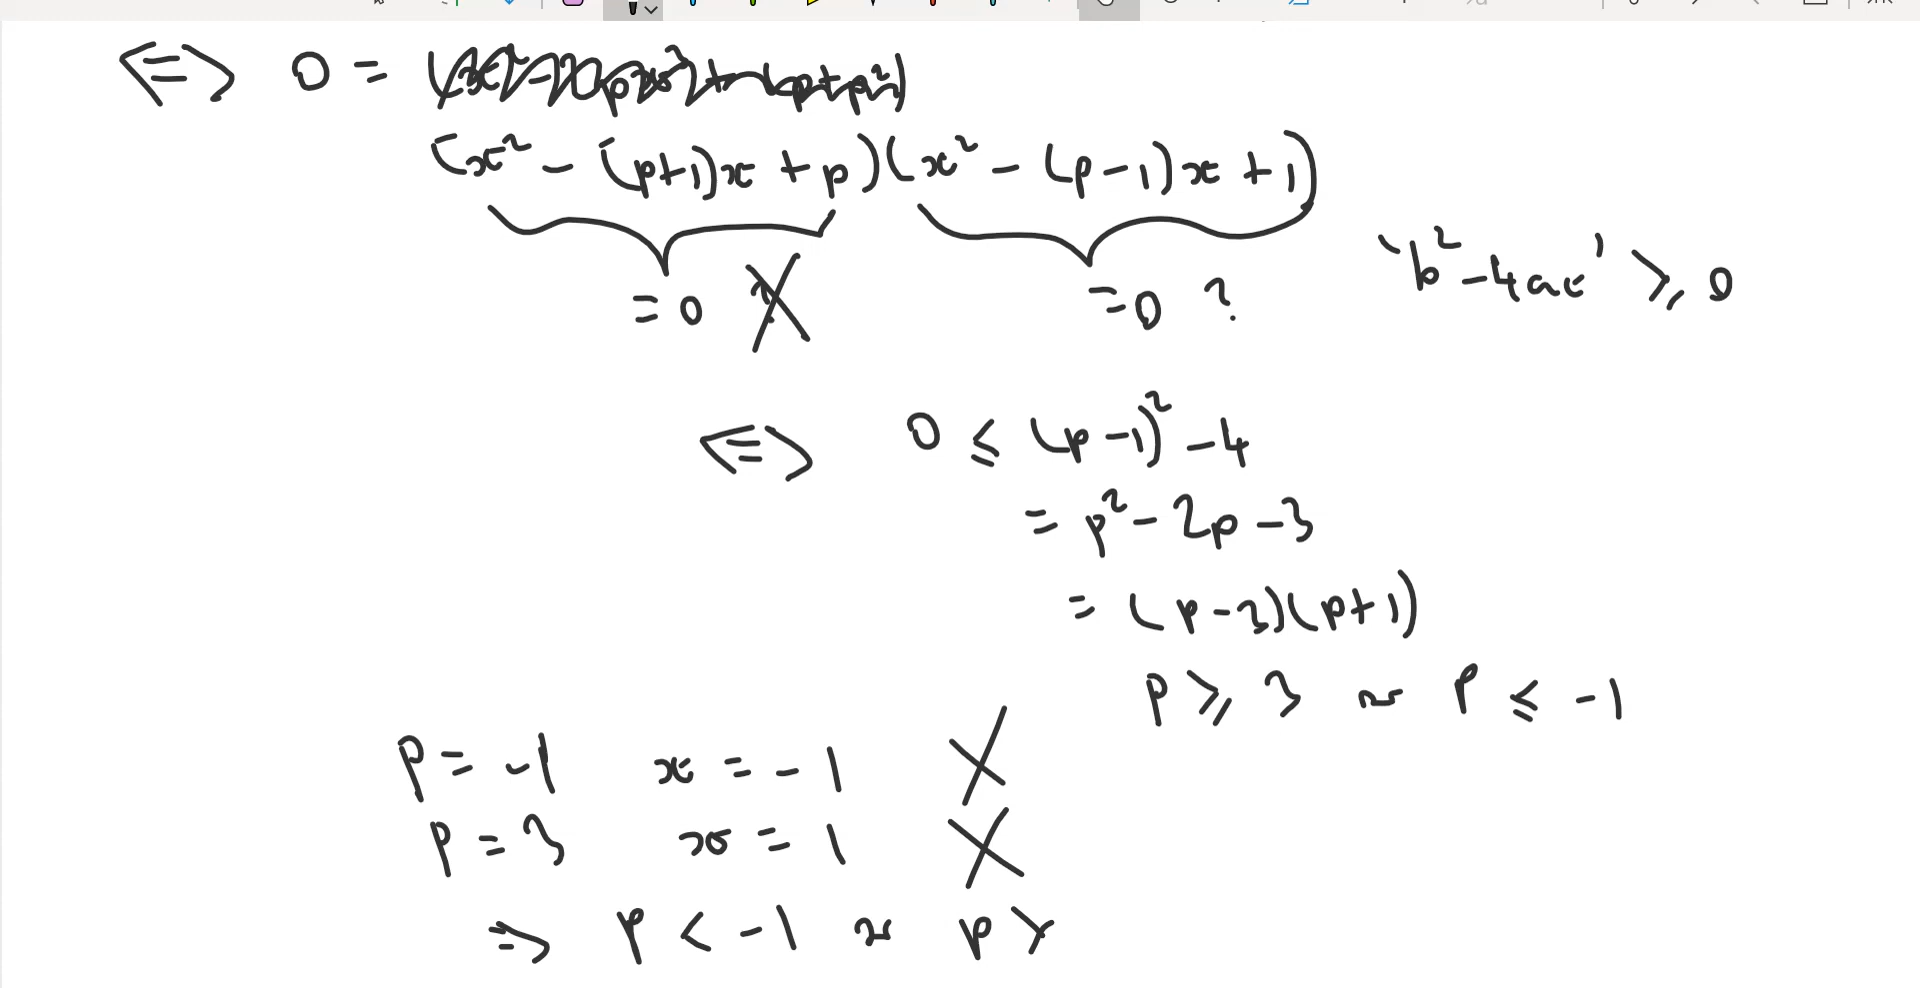 ⟺ 0 =
(x² − (p+1)x + p)(x² − (p−1)x + 1)
= 0 ✗ = 0 ? 'b² − 4ac' ⩾ 0
⟺ 0 ⩽ (p−1)² − 4
= p² − 2p − 3
= (p−3)(p+1)
p ⩾ 3 or p ⩽ −1
p = −1 x = −1 ✗
p = 3 x = 1 ✗
⇒ p < −1 or p >